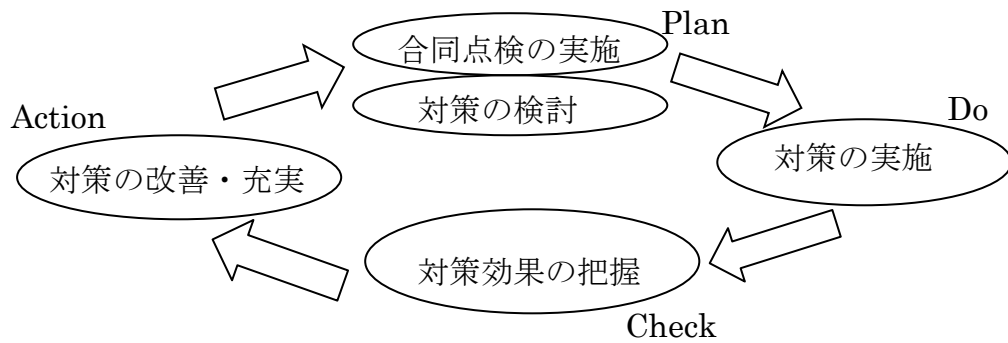 Plan
合同点検の実施
対策の検討
Action
Do
対策の改善・充実
対策の実施
対策効果の把握
Check